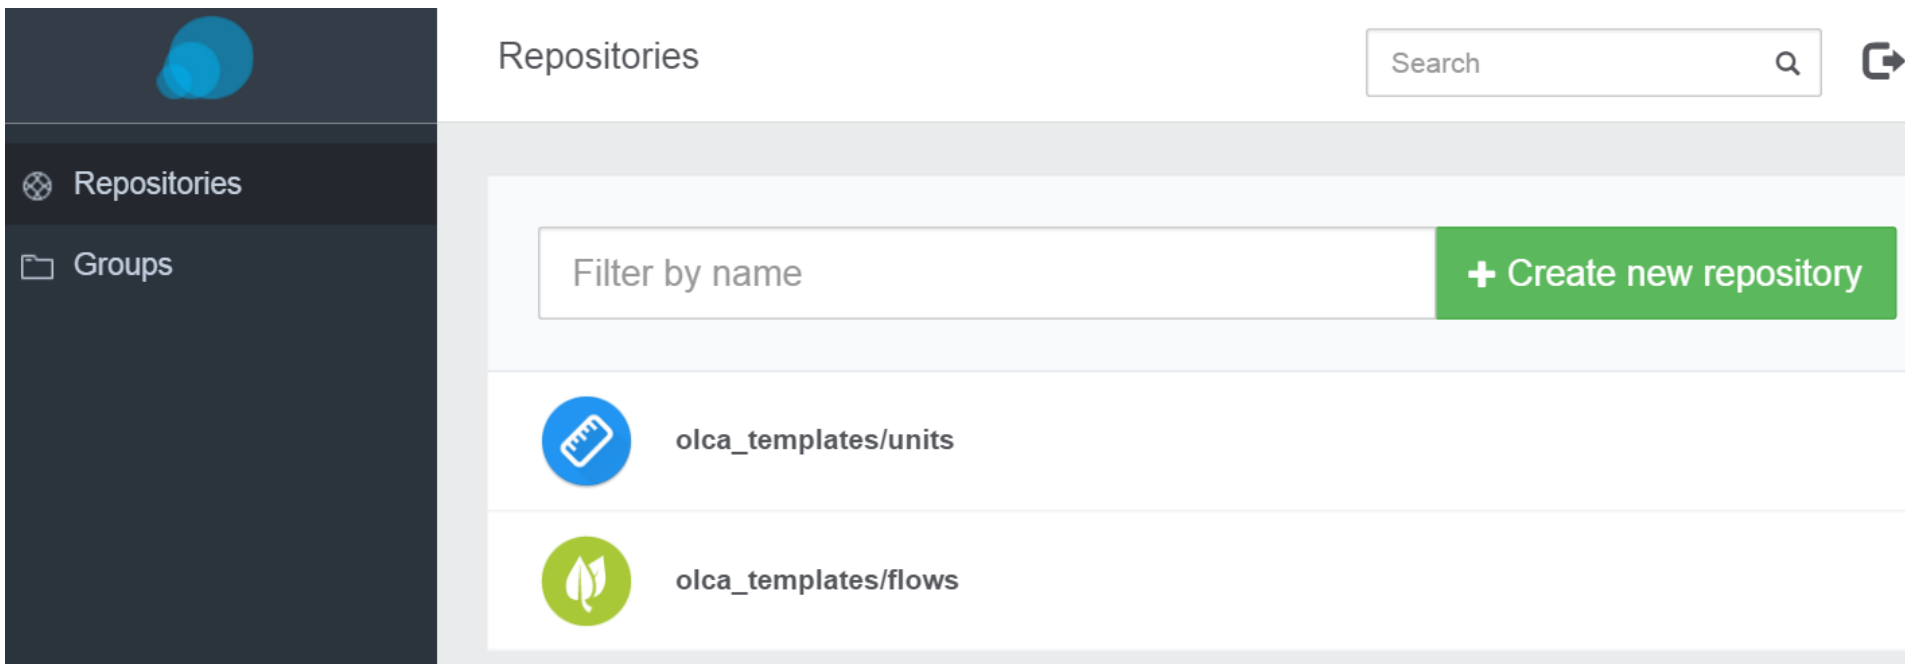 Repositories
Search
Repositories
Groups
Filter by name
Create new repository
olca_templates/units
olca_templates/flows